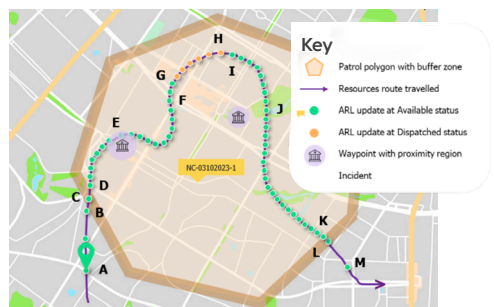 H
Key
G
I
Patrol polygon with buffer zone
Resources route travelled
F
J
ARL update at Available status
E
ARL update at Dispatched status
Waypoint with proximity region
NC-03102023-1
Incident
D
C
B
K
L
A
M